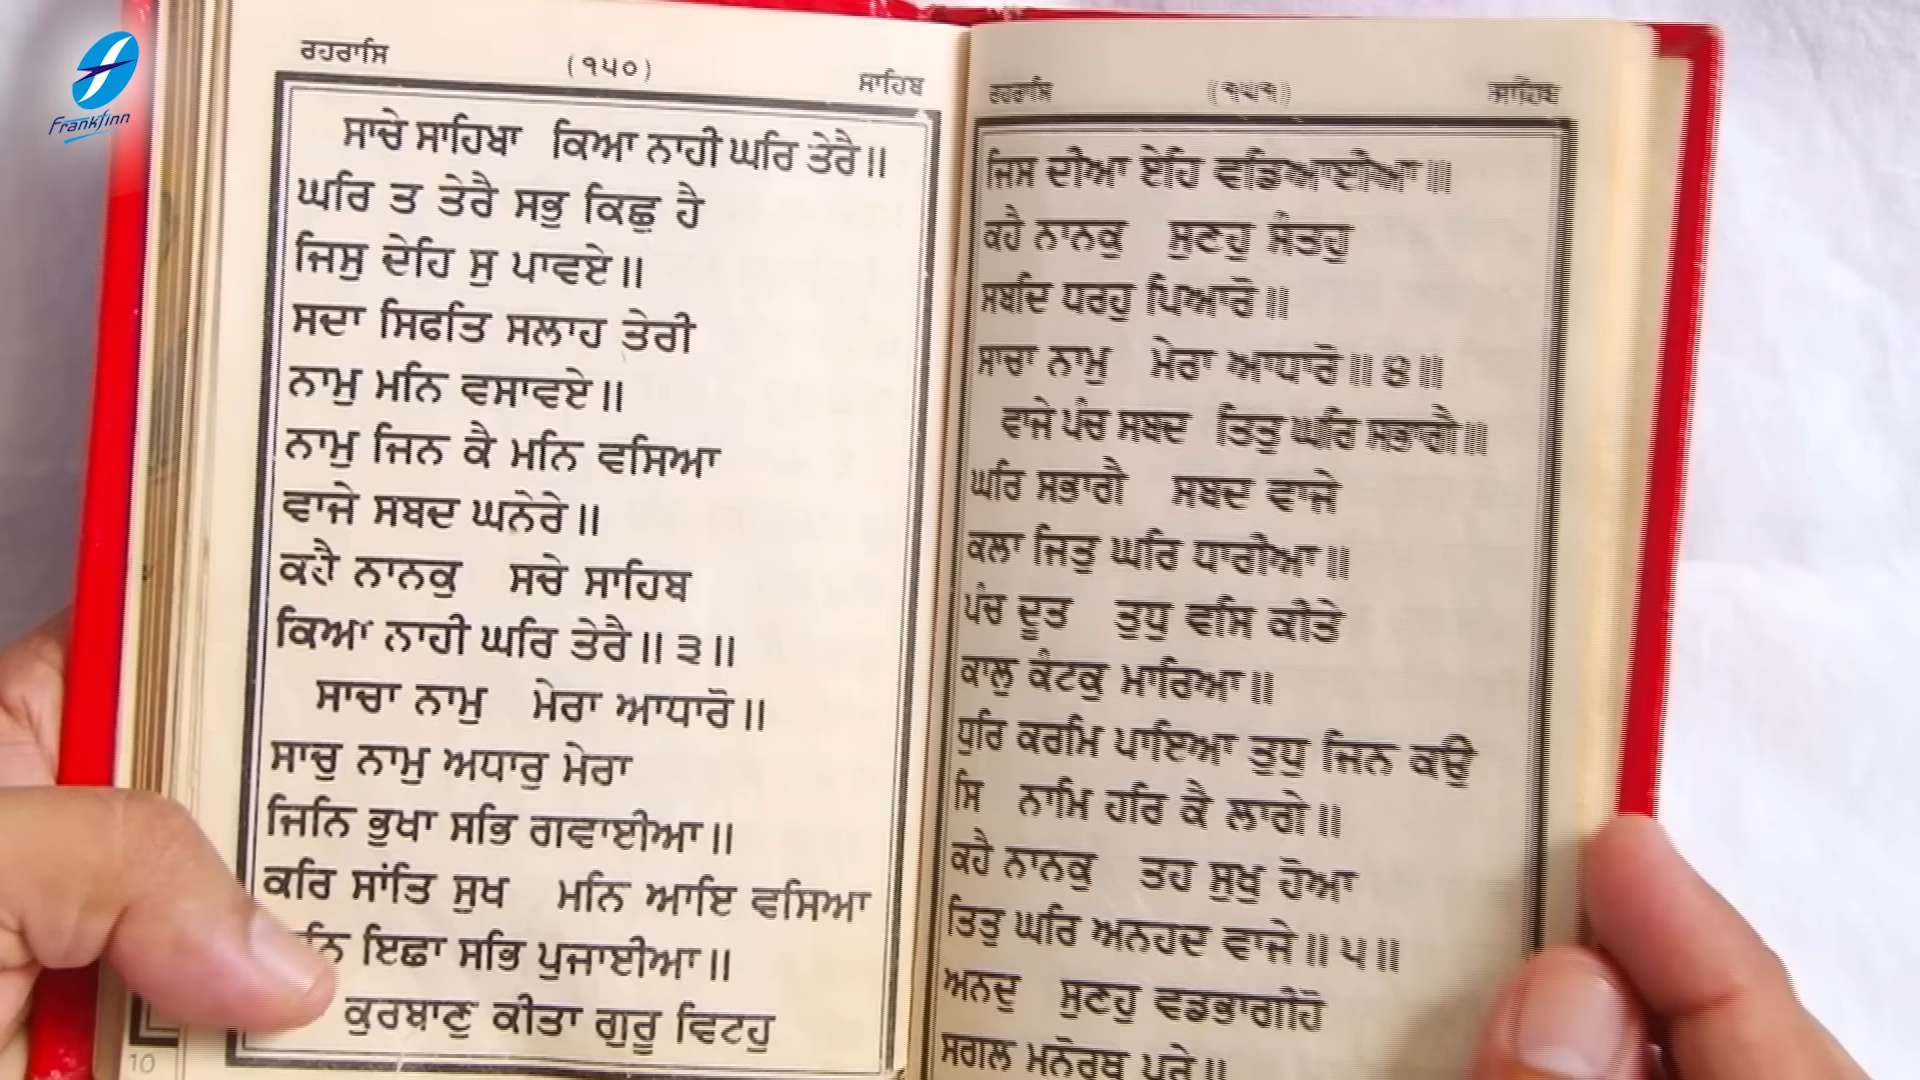 Frankfinn
ਰਹਰਾਸਿ (੧੫੦) ਸਾਹਿਬ
ਸਾਚੇ ਸਾਹਿਬਾ ਕਿਆ ਨਾਹੀ ਘਰਿ ਤੇਰੈ॥
ਘਰਿ ਤ ਤੇਰੈ ਸਭੁ ਕਿਛੁ ਹੈ
ਜਿਸੁ ਦੇਹਿ ਸੁ ਪਾਵਏ॥
ਸਦਾ ਸਿਫਤਿ ਸਲਾਹ ਤੇਰੀ
ਨਾਮੁ ਮਨਿ ਵਸਾਵਏ॥
ਨਾਮੁ ਜਿਨ ਕੈ ਮਨਿ ਵਸਿਆ
ਵਾਜੇ ਸਬਦ ਘਨੇਰੇ॥
ਕਹੈ ਨਾਨਕੁ ਸਚੇ ਸਾਹਿਬ
ਕਿਆ ਨਾਹੀ ਘਰਿ ਤੇਰੈ॥੩॥
ਸਾਚਾ ਨਾਮੁ ਮੇਰਾ ਆਧਾਰੋ॥
ਸਾਚੁ ਨਾਮੁ ਅਧਾਰੁ ਮੇਰਾ
ਜਿਨਿ ਭੁਖਾ ਸਭਿ ਗਵਾਈਆ॥
ਕਰਿ ਸਾਂਤਿ ਸੁਖ ਮਨਿ ਆਇ ਵਸਿਆ
ਇਛਾ ਸਭਿ ਪੁਜਾਈਆ॥
ਕੁਰਬਾਣੁ ਕੀਤਾ ਗੁਰੂ ਵਿਟਹੁ
10
ਰਹਰਾਸਿ (੧੫੧) ਸਾਹਿਬ
ਜਿਸ ਦੀਆ ਏਹਿ ਵਡਿਆਈਆ॥
ਕਹੈ ਨਾਨਕੁ ਸੁਣਹੁ ਸੰਤਹੁ
ਸਬਦਿ ਧਰਹੁ ਪਿਆਰੋ॥
ਸਾਚਾ ਨਾਮੁ ਮੇਰਾ ਆਧਾਰੋ॥੪॥
ਵਾਜੇ ਪੰਚ ਸਬਦ ਤਿਤੁ ਘਰਿ ਸਭਾਗੈ॥
ਘਰਿ ਸਭਾਗੈ ਸਬਦ ਵਾਜੇ
ਕਲਾ ਜਿਤੁ ਘਰਿ ਧਾਰੀਆ॥
ਪੰਚ ਦੂਤ ਤੁਧੁ ਵਸਿ ਕੀਤੇ
ਕਾਲੁ ਕੰਟਕੁ ਮਾਰਿਆ॥
ਧੁਰਿ ਕਰਮਿ ਪਾਇਆ ਤੁਧੁ ਜਿਨ ਕਉ
ਸਿ ਨਾਮਿ ਹਰਿ ਕੈ ਲਾਗੇ॥
ਕਹੈ ਨਾਨਕੁ ਤਹ ਸੁਖੁ ਹੋਆ
ਤਿਤੁ ਘਰਿ ਅਨਹਦ ਵਾਜੇ॥੫॥
ਅਨਦੁ ਸੁਣਹੁ ਵਡਭਾਗੀਹੋ
ਸਗਲ ਮਨੋਰਥ ਪੂਰੇ॥